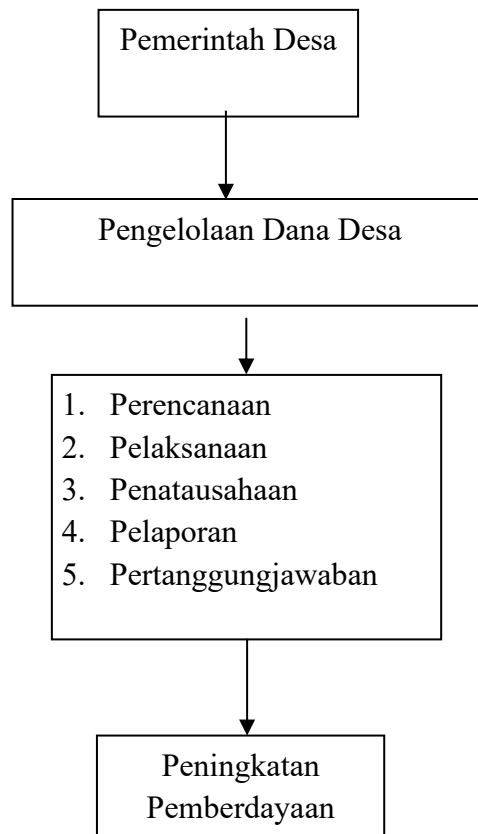 Pemerintah Desa
Pengelolaan Dana Desa
1. Perencanaan
2. Pelaksanaan
3. Penatausahaan
4. Pelaporan
5. Pertanggungjawaban
Peningkatan
Pemberdayaan